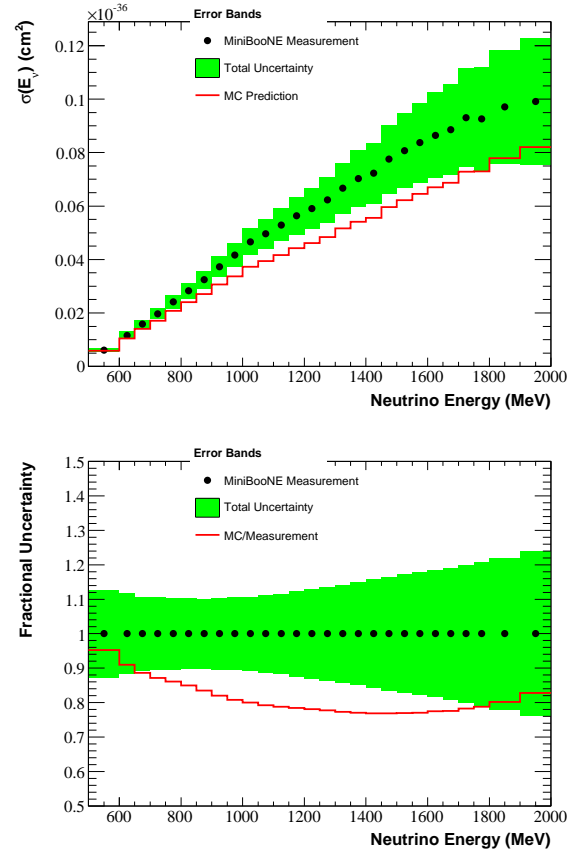 ×10⁻³⁶
Error Bands
MiniBooNE Measurement
Total Uncertainty
MC Prediction
σ(Eᵥ) (cm²)
0.12
0.1
0.08
0.06
0.04
0.02
0
600 800 1000 1200 1400 1600 1800 2000
Neutrino Energy (MeV)
Error Bands
MiniBooNE Measurement
Total Uncertainty
MC/Measurement
Fractional Uncertainty
1.5
1.4
1.3
1.2
1.1
1
0.9
0.8
0.7
0.6
0.5
600 800 1000 1200 1400 1600 1800 2000
Neutrino Energy (MeV)